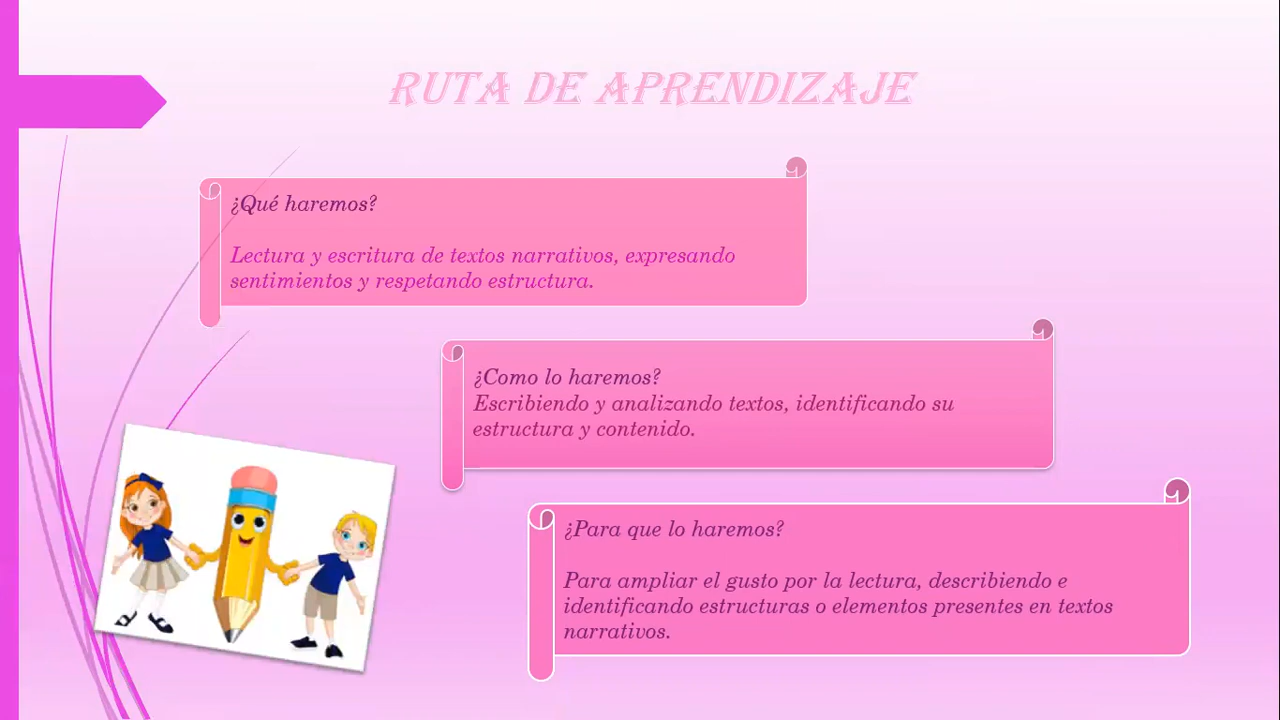 RUTA DE APRENDIZAJE
¿Qué haremos?
Lectura y escritura de textos narrativos, expresando
sentimientos y respetando estructura.
¿Como lo haremos?
Escribiendo y analizando textos, identificando su
estructura y contenido.
¿Para que lo haremos?
Para ampliar el gusto por la lectura, describiendo e
identificando estructuras o elementos presentes en textos
narrativos.